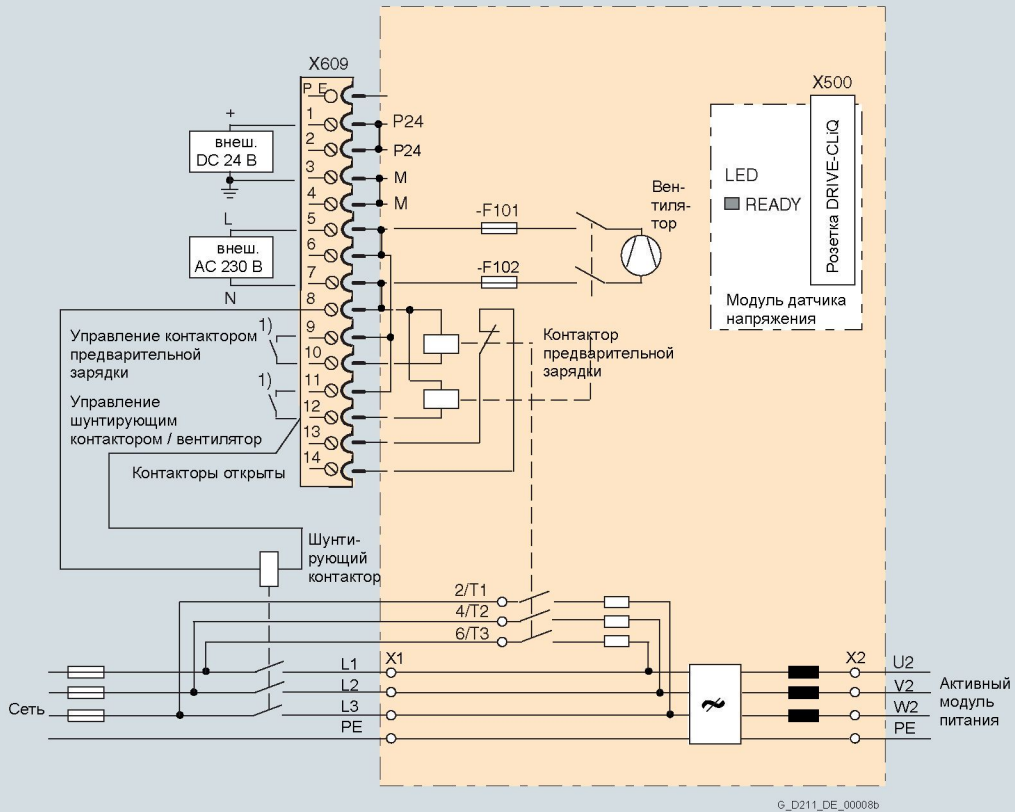 X609
P E
1
2
3
4
5
6
7
8
9
10
11
12
13
14
+
внеш.
DC 24 В
L
внеш.
AC 230 В
N
P24
P24
M
M
-F101
-F102
Вен-
тиля-
тор
X500
LED
READY
Розетка DRIVE-CLiQ
Модуль датчика
напряжения
1)
Управление контактором
предварительной
зарядки
1)
Управление
шунтирующим
контактором / вентилятор
Контакторы открыты
Контактор
предварительной
зарядки
Шунти-
рующий
контактор
2/T1
4/T2
6/T3
Сеть
L1
L2
L3
PE
X1
X2
U2
V2
W2
PE
Активный
модуль
питания
G_D211_DE_00008b